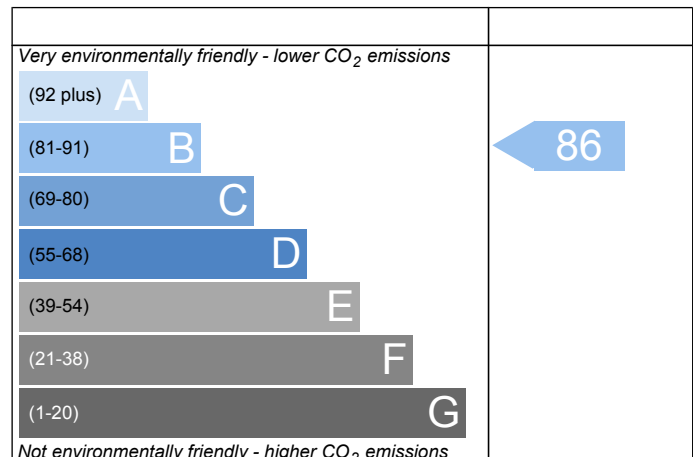 Very environmentally friendly - lower CO2 emissions
(92 plus) A
(81-91) B
86
(69-80) C
(55-68) D
(39-54) E
(21-38) F
(1-20) G
Not environmentally friendly - higher CO2 emissions